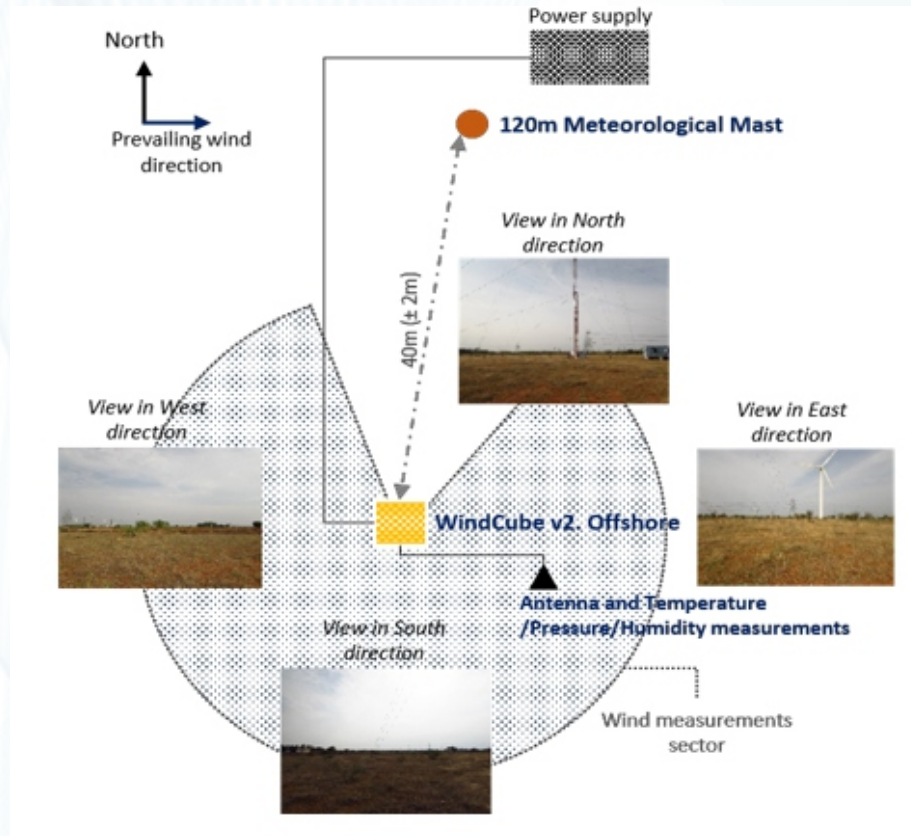 Power supply
North
Prevailing wind
direction
120m Meteorological Mast
View in North
direction
40m (± 2m)
View in West
direction
View in East
direction
WindCube v2. Offshore
Antenna and Temperature
/Pressure/Humidity measurements
View in South
direction
Wind measurements
sector